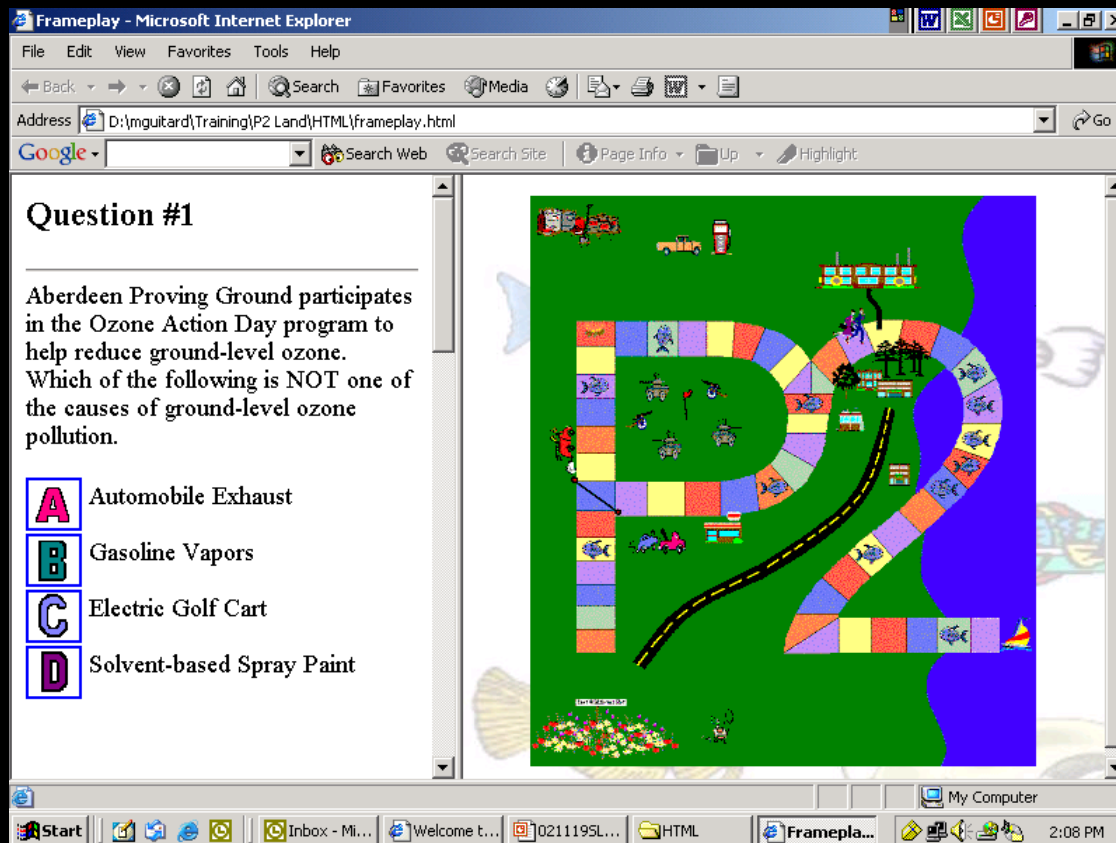 Frameplay - Microsoft Internet Explorer
File Edit View Favorites Tools Help
Back Search Favorites Media
Address D:\mguitard\Training\P2 Land\HTML\frameplay.html Go
Google Search Web Search Site Page Info Up Highlight
Question #1
Aberdeen Proving Ground participates
in the Ozone Action Day program to
help reduce ground-level ozone.
Which of the following is NOT one of
the causes of ground-level ozone
pollution.
A Automobile Exhaust
B Gasoline Vapors
C Electric Golf Cart
D Solvent-based Spray Paint
My Computer
Start Inbox - Mi... Welcome t... 021119SL... HTML Framepla... 2:08 PM